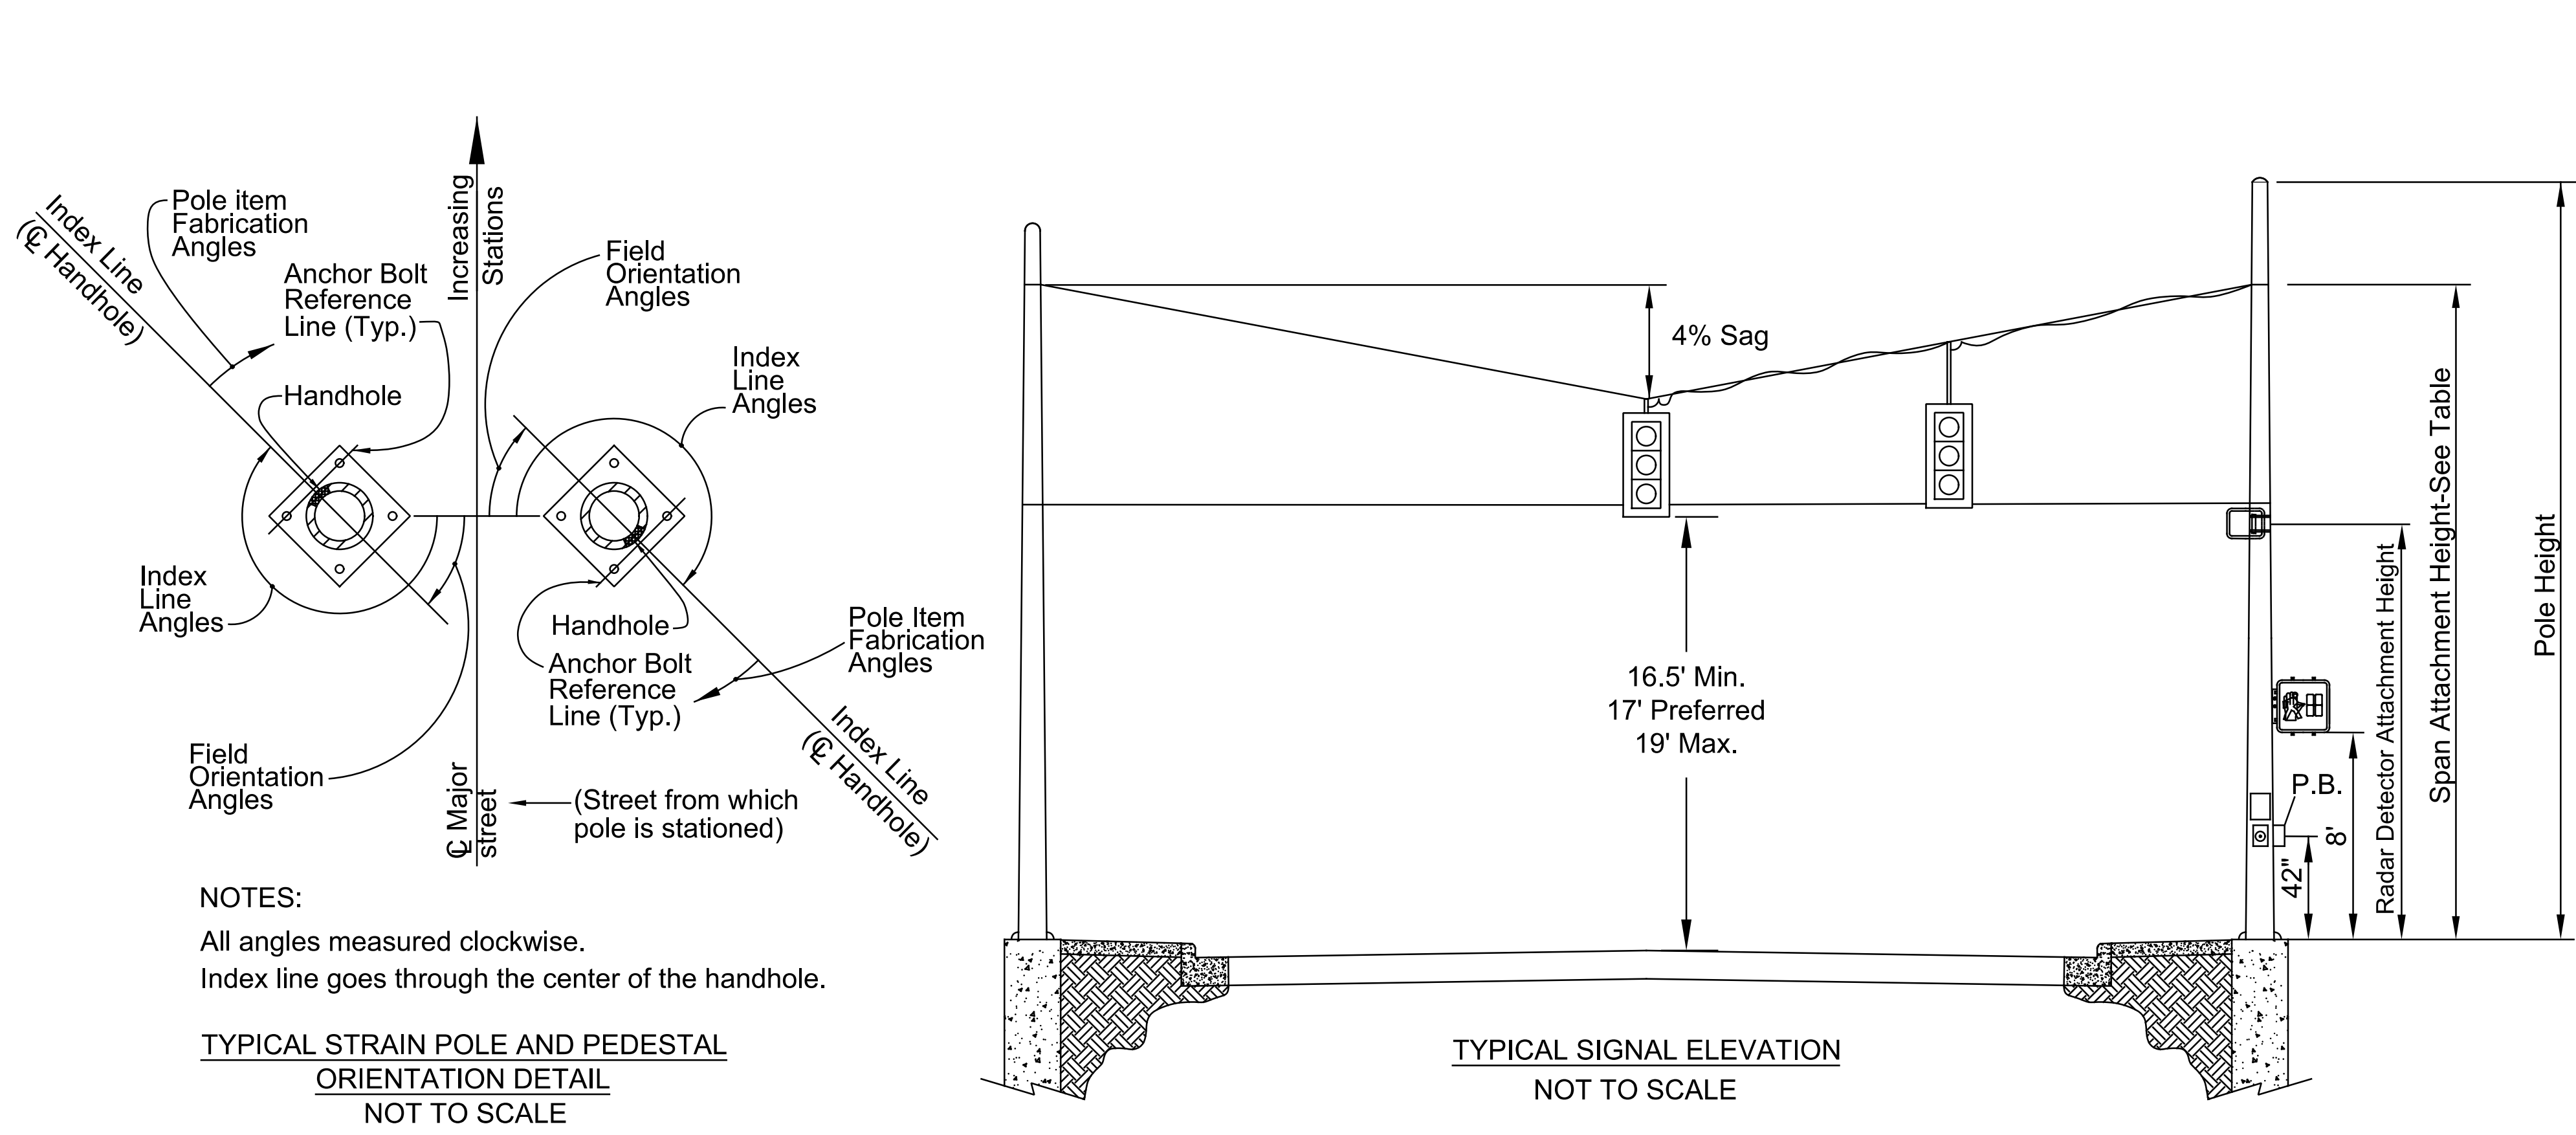 Index Line
(℄ Handhole)
Pole item
Fabrication
Angles
Anchor Bolt
Reference
Line (Typ.)
Handhole
Increasing
Stations
Field
Orientation
Angles
Index
Line
Angles
Index
Line
Angles
Handhole
Anchor Bolt
Reference
Line (Typ.)
Pole Item
Fabrication
Angles
Index Line
(℄ Handhole)
Field
Orientation
Angles
℄ Major
street
(Street from which
pole is stationed)
NOTES:
All angles measured clockwise.
Index line goes through the center of the handhole.
TYPICAL STRAIN POLE AND PEDESTAL
ORIENTATION DETAIL
NOT TO SCALE
4% Sag
16.5' Min.
17' Preferred
19' Max.
P.B.
42"
8'
Radar Detector Attachment Height
Span Attachment Height-See Table
Pole Height
TYPICAL SIGNAL ELEVATION
NOT TO SCALE